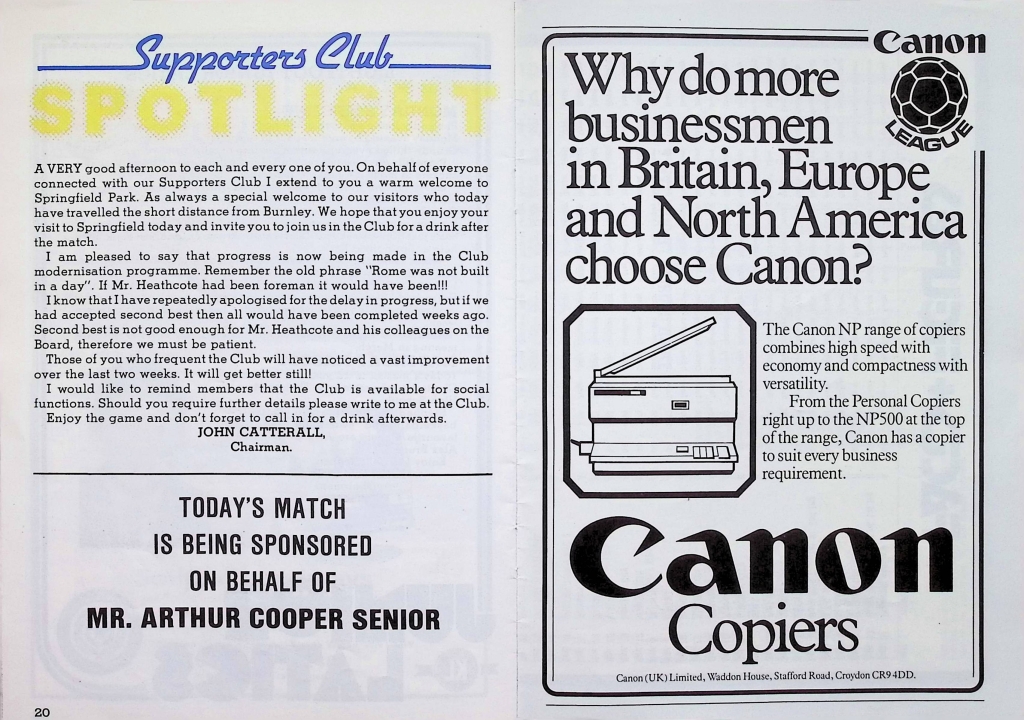 Supporters Club
SPOTLIGHT
A VERY good afternoon to each and every one of you. On behalf of everyone
connected with our Supporters Club I extend to you a warm welcome to
Springfield Park. As always a special welcome to our visitors who today
have travelled the short distance from Burnley. We hope that you enjoy your
visit to Springfield today and invite you to join us in the Club for a drink after
the match.
I am pleased to say that progress is now being made in the Club
modernisation programme. Remember the old phrase "Rome was not built
in a day". If Mr. Heathcote had been foreman it would have been!!!
I know that I have repeatedly apologised for the delay in progress, but if we
had accepted second best then all would have been completed weeks ago.
Second best is not good enough for Mr. Heathcote and his colleagues on the
Board, therefore we must be patient.
Those of you who frequent the Club will have noticed a vast improvement
over the last two weeks. It will get better still!
I would like to remind members that the Club is available for social
functions. Should you require further details please write to me at the Club.
Enjoy the game and don't forget to call in for a drink afterwards.
JOHN CATTERALL,
Chairman.
TODAY'S MATCH
IS BEING SPONSORED
ON BEHALF OF
MR. ARTHUR COOPER SENIOR
20
Canon
LEAGUE
Why do more
businessmen
in Britain, Europe
and North America
choose Canon?
The Canon NP range of copiers
combines high speed with
economy and compactness with
versatility.
From the Personal Copiers
right up to the NP500 at the top
of the range, Canon has a copier
to suit every business
requirement.
Canon
Copiers
Canon (UK) Limited, Waddon House, Stafford Road, Croydon CR9 4DD.